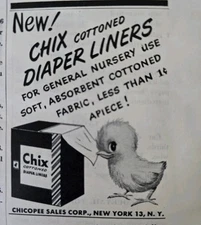 New!
CHIX COTTONED
DIAPER LINERS
FOR GENERAL NURSERY USE
SOFT, ABSORBENT COTTONED
FABRIC, LESS THAN 1¢
APIECE!
Chix
COTTONED
DIAPER LINERS
CHICOPEE SALES CORP., NEW YORK 13, N. Y.